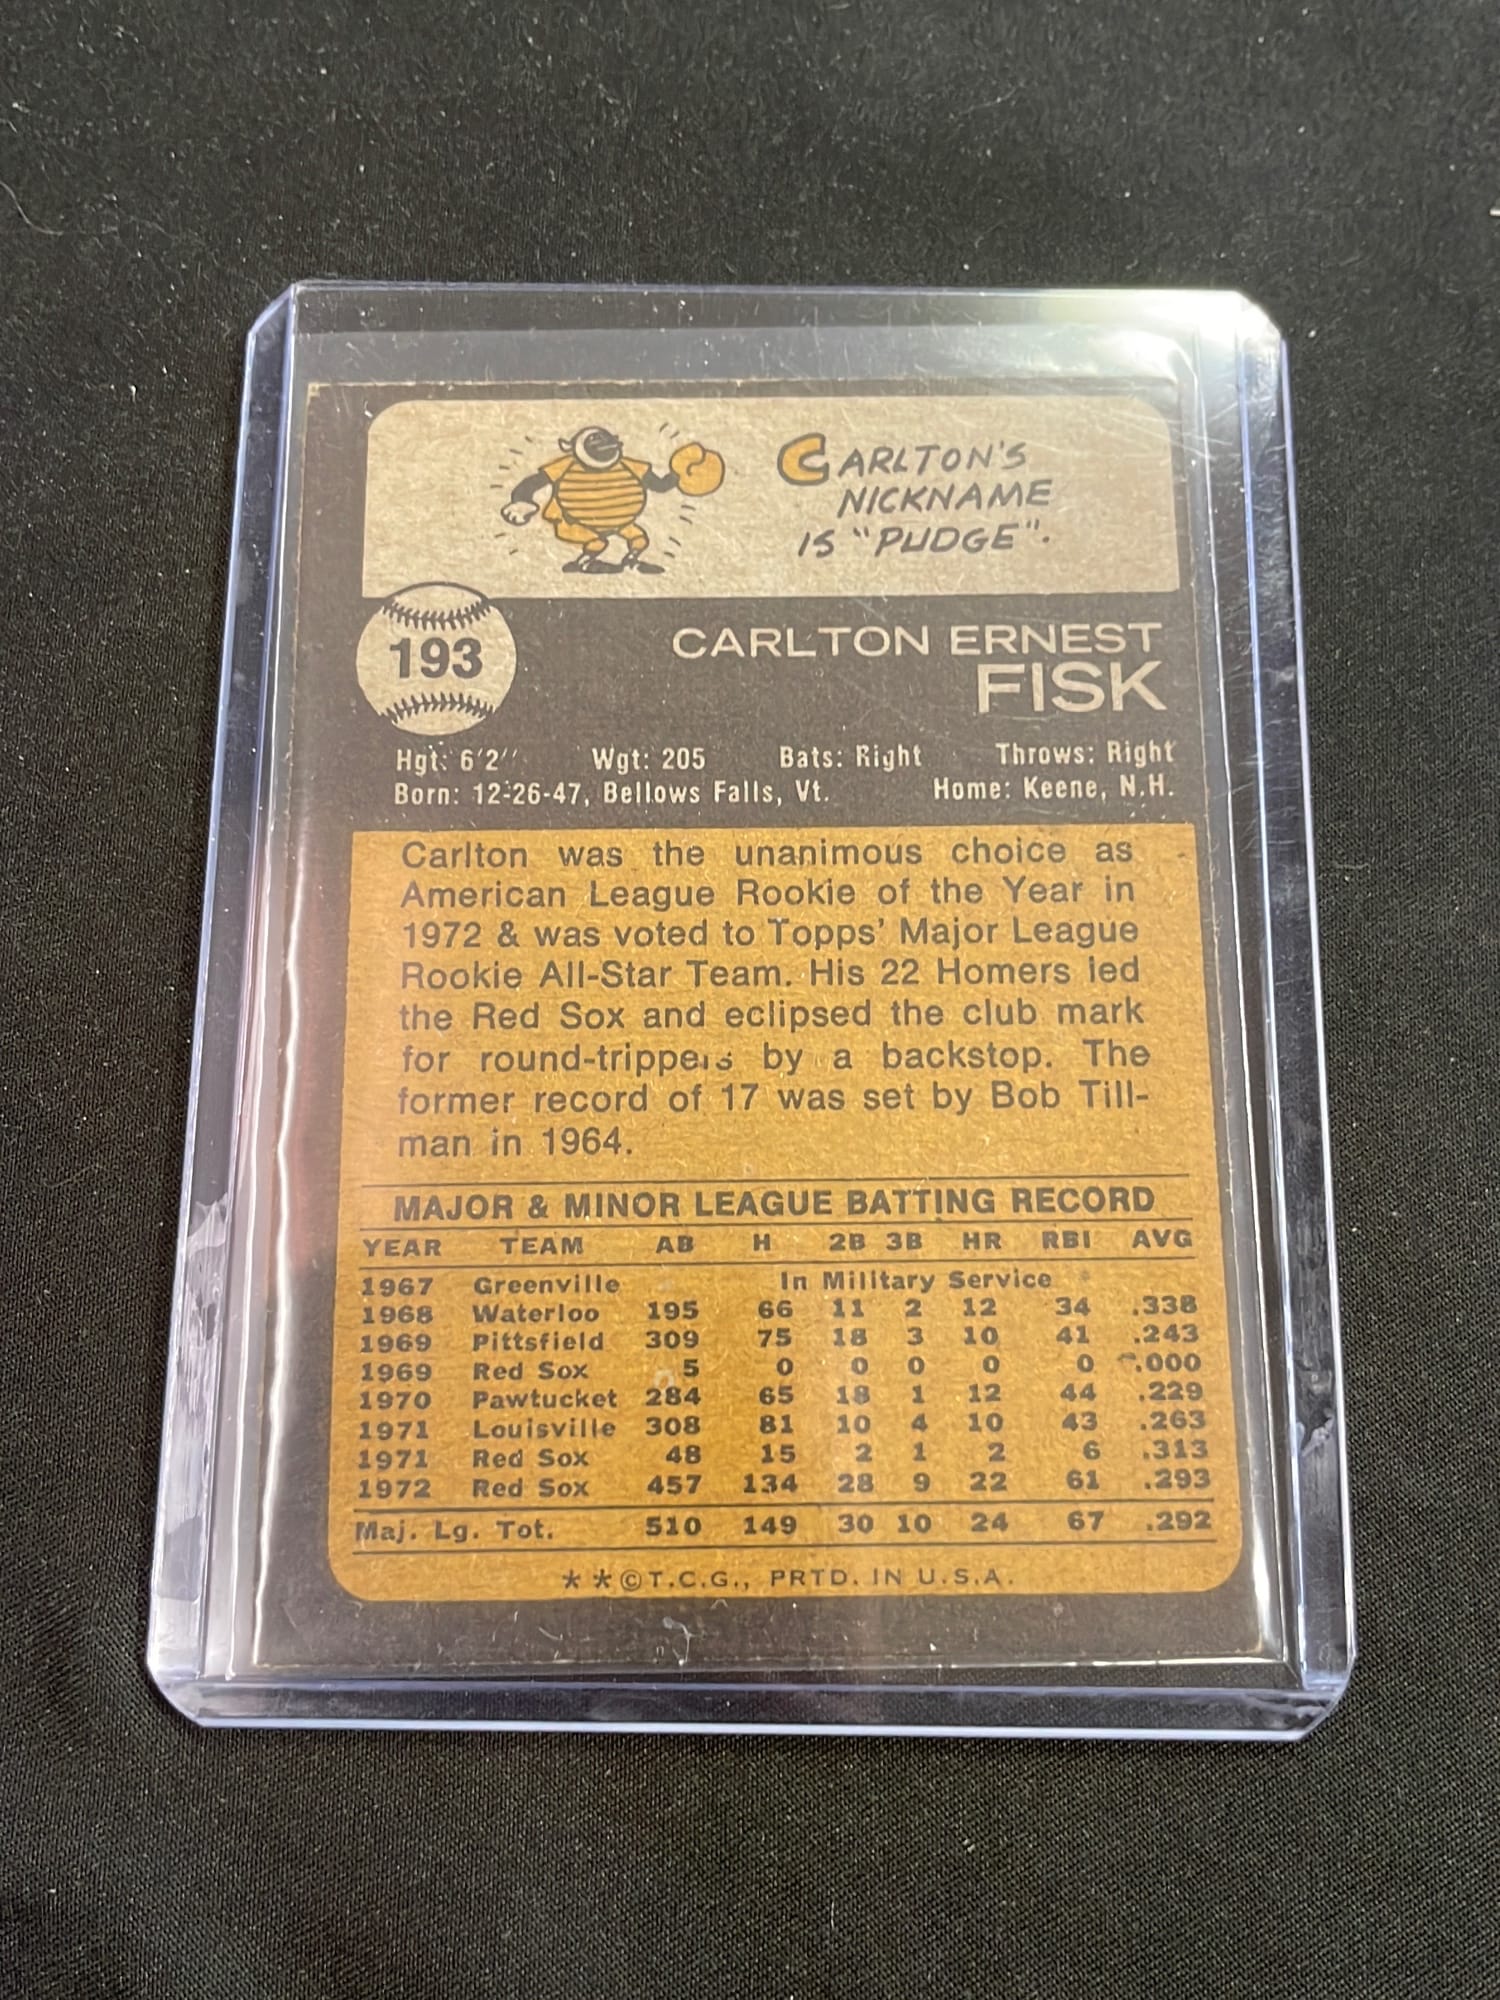 CARLTON'S
NICKNAME
IS "PUDGE".
193
CARLTON ERNEST
FISK
Hgt: 6'2'' Wgt: 205 Bats: Right Throws: Right
Born: 12-26-47, Bellows Falls, Vt. Home: Keene, N.H.
Carlton was the unanimous choice as
American League Rookie of the Year in
1972 & was voted to Topps' Major League
Rookie All-Star Team. His 22 Homers led
the Red Sox and eclipsed the club mark
for round-trippers by a backstop. The
former record of 17 was set by Bob Till-
man in 1964.
MAJOR & MINOR LEAGUE BATTING RECORD
YEAR TEAM AB H 2B 3B HR RBI AVG
1967 Greenville In Military Service
1968 Waterloo 195 66 11 2 12 34 .338
1969 Pittsfield 309 75 18 3 10 41 .243
1969 Red Sox 5 0 0 0 0 0 .000
1970 Pawtucket 284 65 18 1 12 44 .229
1971 Louisville 308 81 10 4 10 43 .263
1971 Red Sox 48 15 2 1 2 6 .313
1972 Red Sox 457 134 28 9 22 61 .293
Maj. Lg. Tot. 510 149 30 10 24 67 .292
* * © T.C.G., PRTD. IN U.S.A.